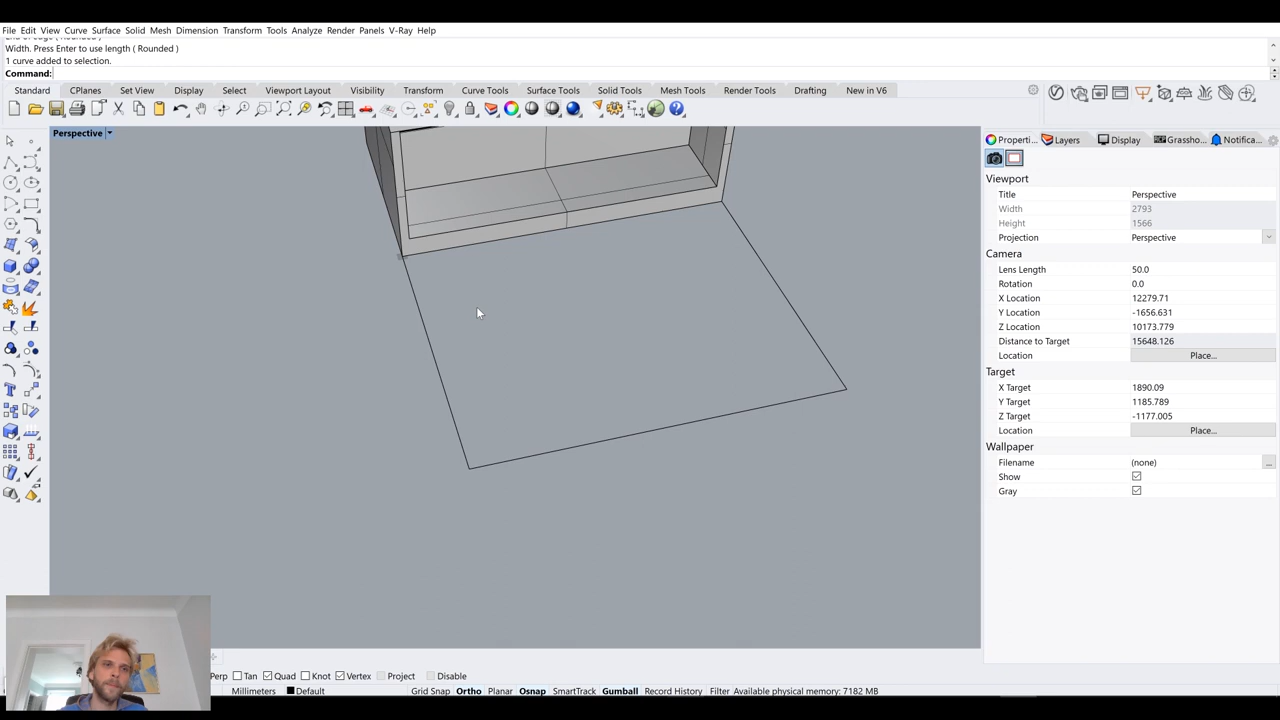 File Edit View Curve Surface Solid Mesh Dimension Transform Tools Analyze Render Panels V-Ray Help
Width. Press Enter to use length ( Rounded )
1 curve added to selection.
Command:
Standard CPlanes Set View Display Select Viewport Layout Visibility Transform Curve Tools Surface Tools Solid Tools Mesh Tools Render Tools Drafting New in V6
Perspective
Properti... Layers Display Grassho... Notifica...
Viewport
Title Perspective
Width 2793
Height 1566
Projection Perspective
Camera
Lens Length 50.0
Rotation 0.0
X Location 12279.71
Y Location -1656.631
Z Location 10173.779
Distance to Target 15648.126
Location Place...
Target
X Target 1890.09
Y Target 1185.789
Z Target -1177.005
Location Place...
Wallpaper
Filename (none) ...
Show
Gray
Perp Tan Quad Knot Vertex Project Disable
Millimeters Default Grid Snap Ortho Planar Osnap SmartTrack Gumball Record History Filter Available physical memory: 7182 MB